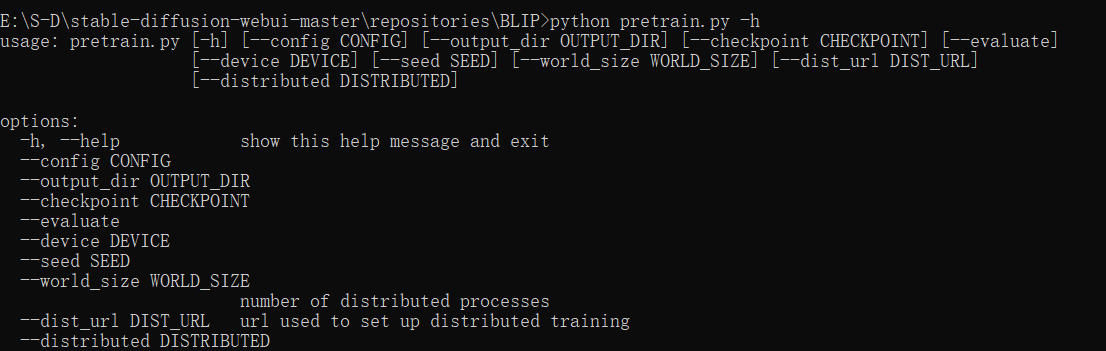 E:\S-D\stable-diffusion-webui-master\repositories\BLIP>python pretrain.py -h
usage: pretrain.py [-h] [--config CONFIG] [--output_dir OUTPUT_DIR] [--checkpoint CHECKPOINT] [--evaluate]
[--device DEVICE] [--seed SEED] [--world_size WORLD_SIZE] [--dist_url DIST_URL]
[--distributed DISTRIBUTED]
options:
-h, --help show this help message and exit
--config CONFIG
--output_dir OUTPUT_DIR
--checkpoint CHECKPOINT
--evaluate
--device DEVICE
--seed SEED
--world_size WORLD_SIZE
number of distributed processes
--dist_url DIST_URL url used to set up distributed training
--distributed DISTRIBUTED